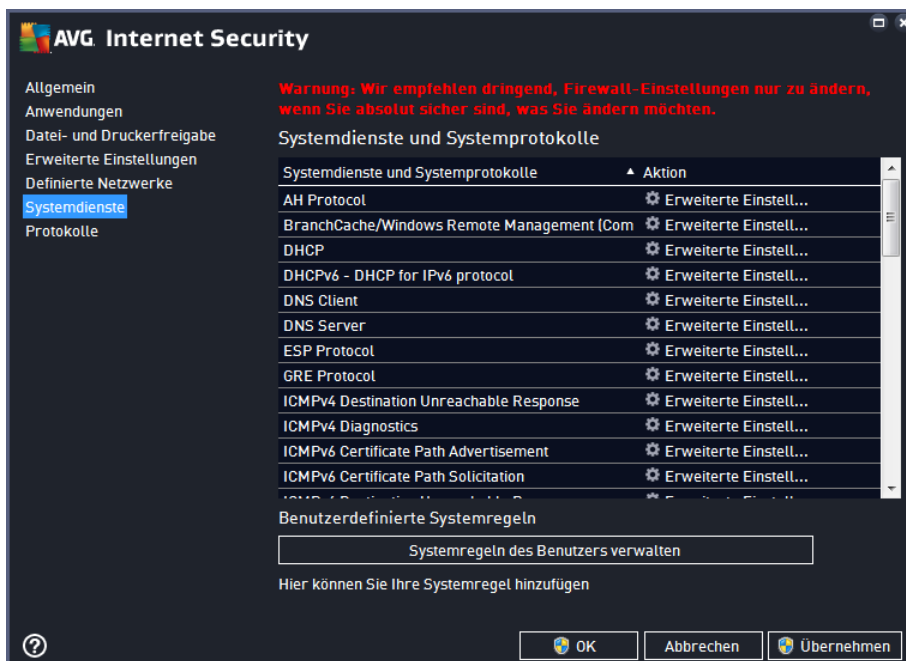 AVG Internet Security
Allgemein
Anwendungen
Datei- und Druckerfreigabe
Erweiterte Einstellungen
Definierte Netzwerke
Systemdienste
Protokolle
Warnung: Wir empfehlen dringend, Firewall-Einstellungen nur zu ändern,
wenn Sie absolut sicher sind, was Sie ändern möchten.
Systemdienste und Systemprotokolle
Systemdienste und Systemprotokolle Aktion
AH Protocol Erweiterte Einstell...
BranchCache/Windows Remote Management (Com Erweiterte Einstell...
DHCP Erweiterte Einstell...
DHCPv6 - DHCP for IPv6 protocol Erweiterte Einstell...
DNS Client Erweiterte Einstell...
DNS Server Erweiterte Einstell...
ESP Protocol Erweiterte Einstell...
GRE Protocol Erweiterte Einstell...
ICMPv4 Destination Unreachable Response Erweiterte Einstell...
ICMPv4 Diagnostics Erweiterte Einstell...
ICMPv6 Certificate Path Advertisement Erweiterte Einstell...
ICMPv6 Certificate Path Solicitation Erweiterte Einstell...
Benutzerdefinierte Systemregeln
Systemregeln des Benutzers verwalten
Hier können Sie Ihre Systemregel hinzufügen
OK Abbrechen Übernehmen